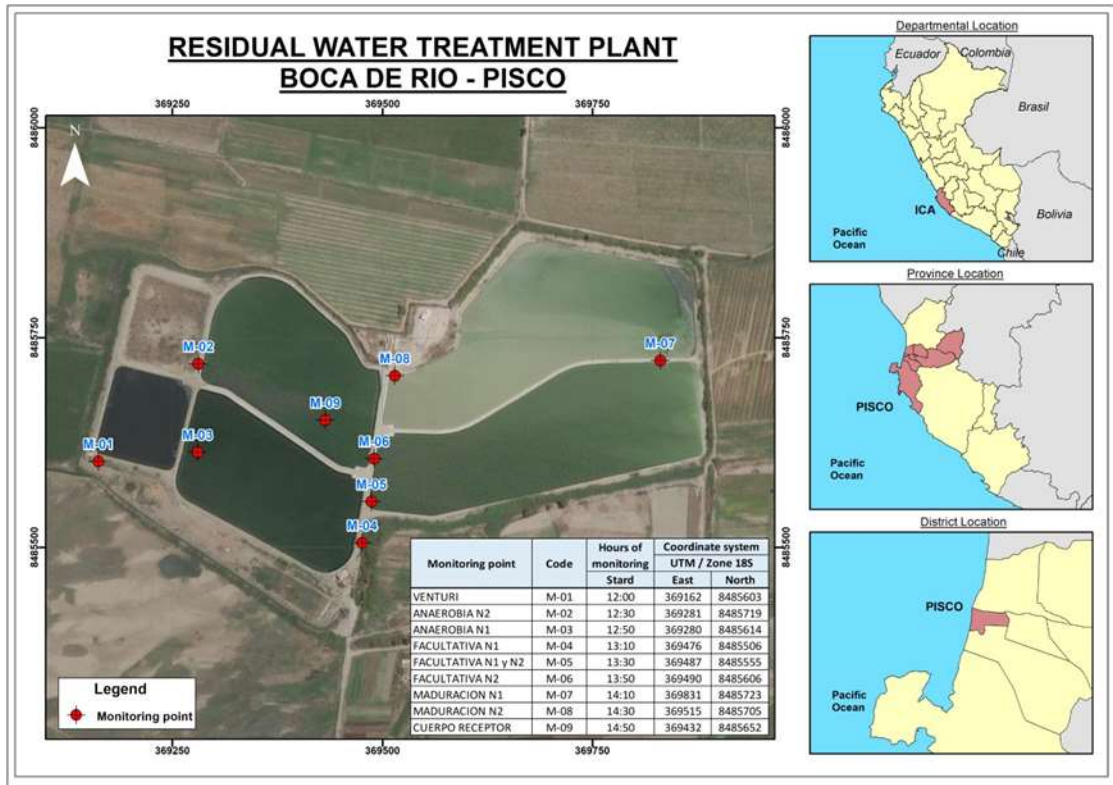 RESIDUAL WATER TREATMENT PLANT
BOCA DE RIO - PISCO
369250 369500 369750
8486000 8486000
N
8485750 8485750
8485500 8485500
M-02
M-08
M-07
M-09
M-03
M-01
M-06
M-05
M-04
Monitoring point Code Hours of monitoring Coordinate system
UTM / Zone 18S
Stard East North
VENTURI M-01 12:00 369162 8485603
ANAEROBIA N2 M-02 12:30 369281 8485719
ANAEROBIA N1 M-03 12:50 369280 8485614
FACULTATIVA N1 M-04 13:10 369476 8485506
FACULTATIVA N1 y N2 M-05 13:30 369487 8485555
FACULTATIVA N2 M-06 13:50 369490 8485606
MADURACION N1 M-07 14:10 369831 8485723
MADURACION N2 M-08 14:30 369515 8485705
CUERPO RECEPTOR M-09 14:50 369432 8485652
Legend
Monitoring point
369250 369500 369750
Departmental Location
Ecuador
Colombia
Brasil
ICA
Bolivia
Pacific
Ocean
Chile
Province Location
PISCO
Pacific
Ocean
District Location
PISCO
Pacific
Ocean